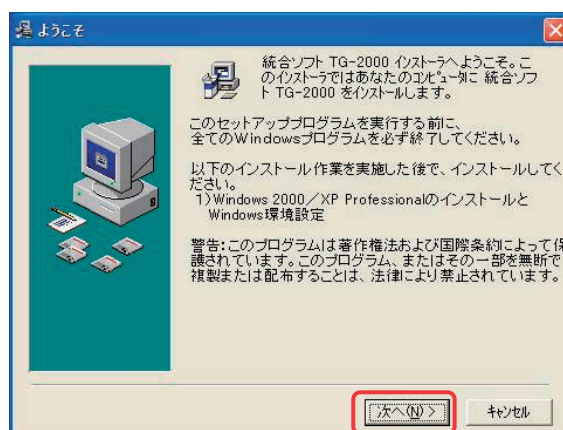 ようこそ
統合ソフト TG-2000 インストーラへようこそ。こ
のインストーラではあなたのコンピュータに 統合ソフ
ト TG-2000 をインストールします。
このセットアッププログラムを実行する前に、
全てのWindowsプログラムを必ず終了してください。
以下のインストール作業を実施した後で、インストールしてく
ださい。
1)Windows 2000／XP Professionalのインストールと
Windows環境設定
警告:このプログラムは著作権法および国際条約によって保
護されています。このプログラム、またはその一部を無断で
複製または配布することは、法律により禁止されています。
次へ(N) >
キャンセル